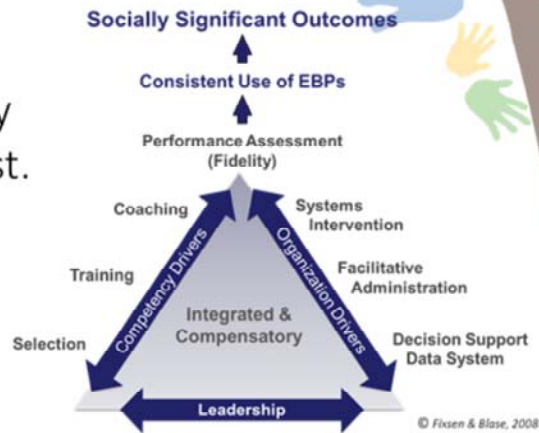 Socially Significant Outcomes
Consistent Use of EBPs
y
st.
Performance Assessment
(Fidelity)
Coaching
Systems
Intervention
Training
Competency Drivers
Organization Drivers
Facilitative
Administration
Integrated &
Compensatory
Selection
Decision Support
Data System
Leadership
© Fixsen & Blase, 2008